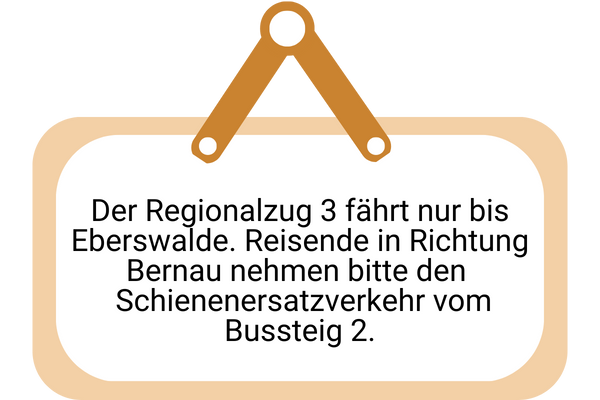 Der Regionalzug 3 fährt nur bis
Eberswalde. Reisende in Richtung
Bernau nehmen bitte den
Schienenersatzverkehr vom
Bussteig 2.